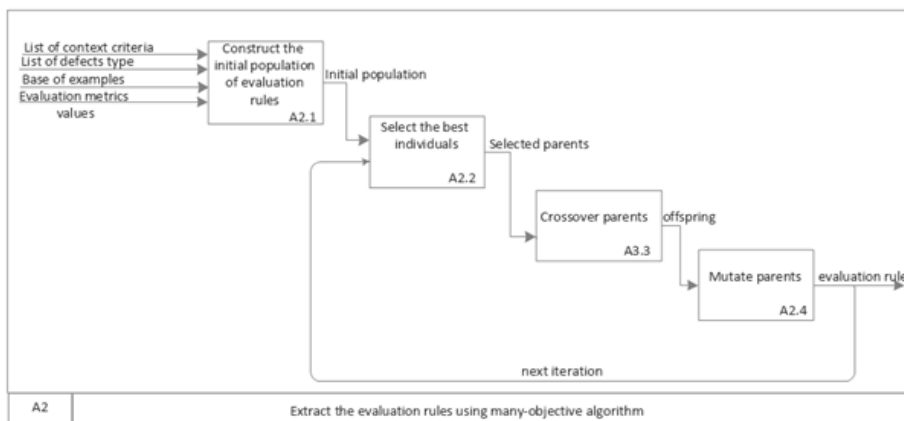 List of context criteria
List of defects type
Base of examples
Evaluation metrics
values
Construct the
initial population
of evaluation
rules
A2.1
Initial population
Select the best
individuals
A2.2
Selected parents
Crossover parents
A3.3
offspring
Mutate parents
A2.4
evaluation rule
next iteration
A2
Extract the evaluation rules using many-objective algorithm